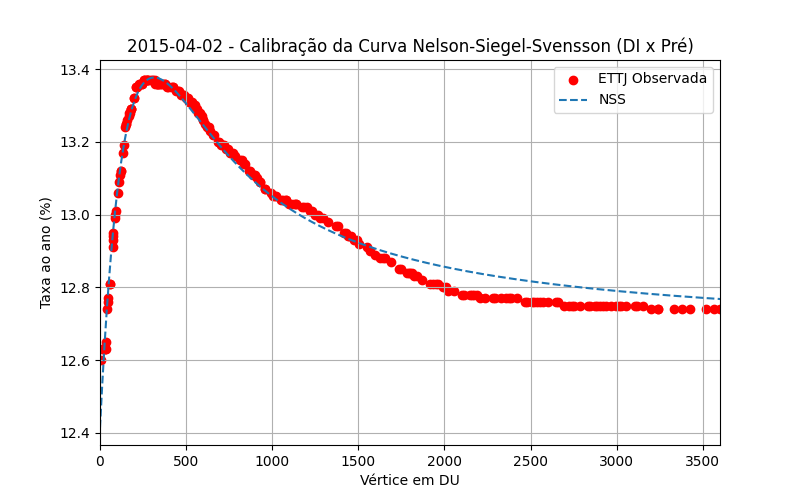 2015-04-02 - Calibração da Curva Nelson-Siegel-Svensson (DI x Pré)
ETTJ Observada
NSS
Taxa ao ano (%)
13.4
13.2
13.0
12.8
12.6
12.4
0 500 1000 1500 2000 2500 3000 3500
Vértice em DU